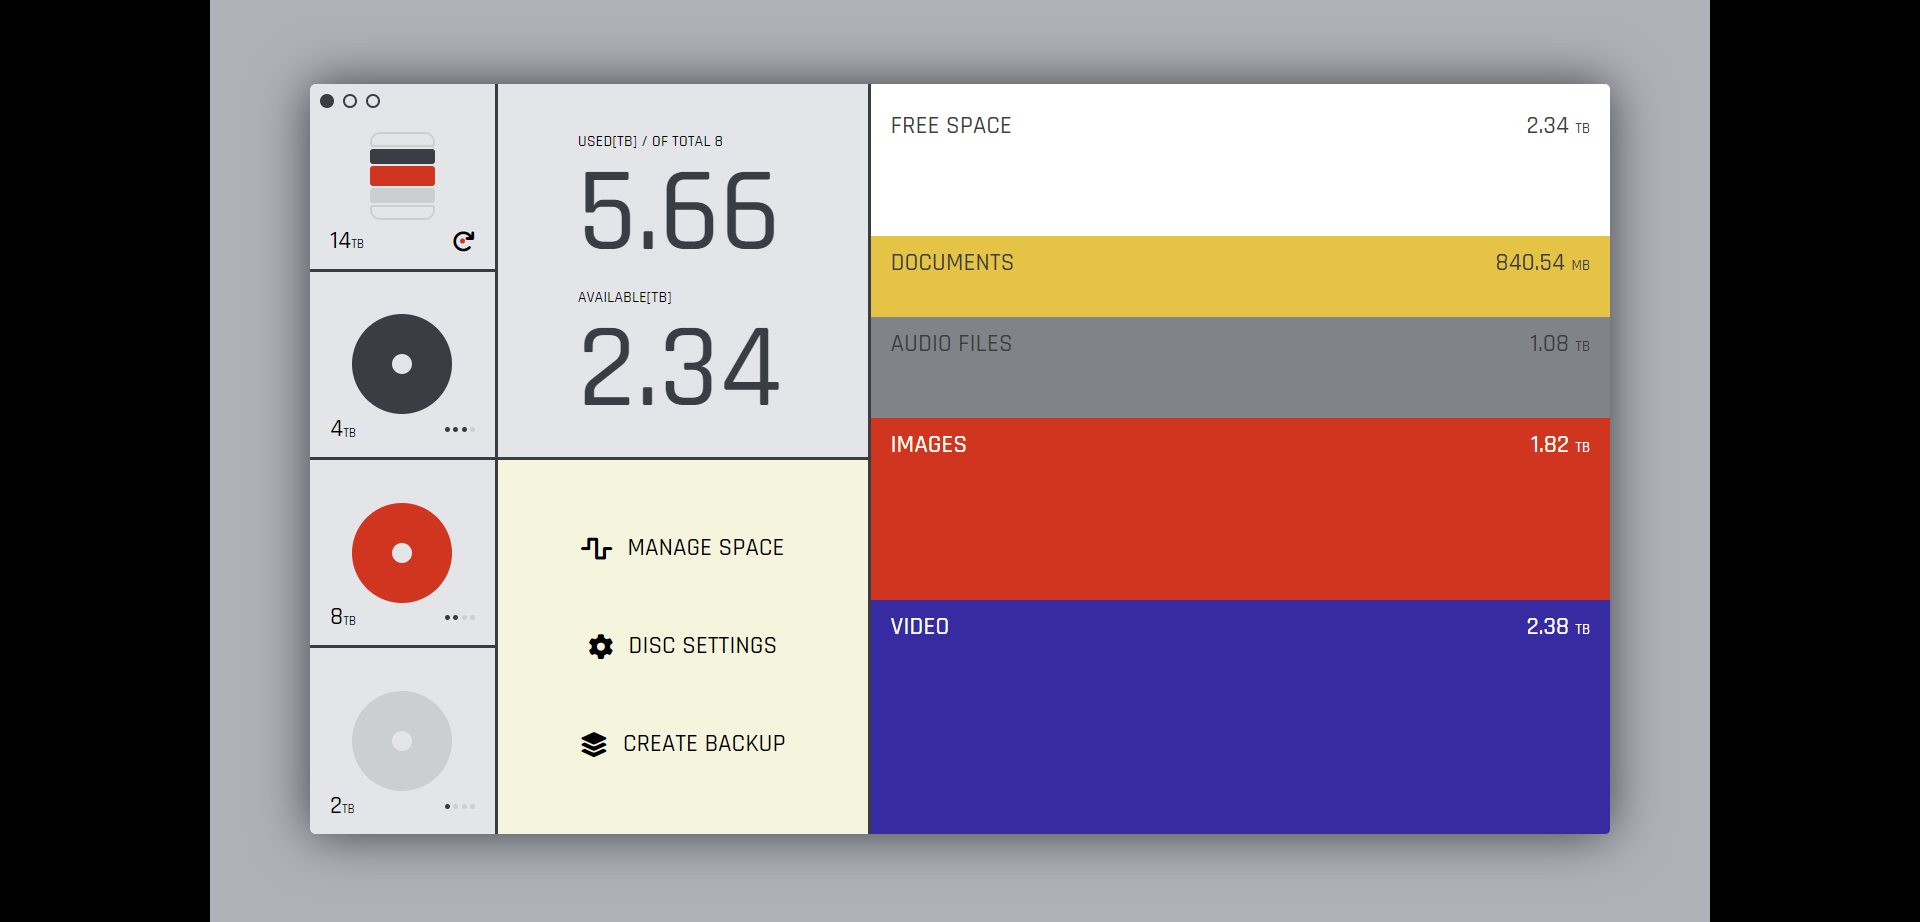 14TB
4TB
8TB
2TB
USED[TB] / OF TOTAL 8
5.66
AVAILABLE[TB]
2.34
MANAGE SPACE
DISC SETTINGS
CREATE BACKUP
FREE SPACE 2.34 TB
DOCUMENTS 840.54 MB
AUDIO FILES 1.08 TB
IMAGES 1.82 TB
VIDEO 2.38 TB